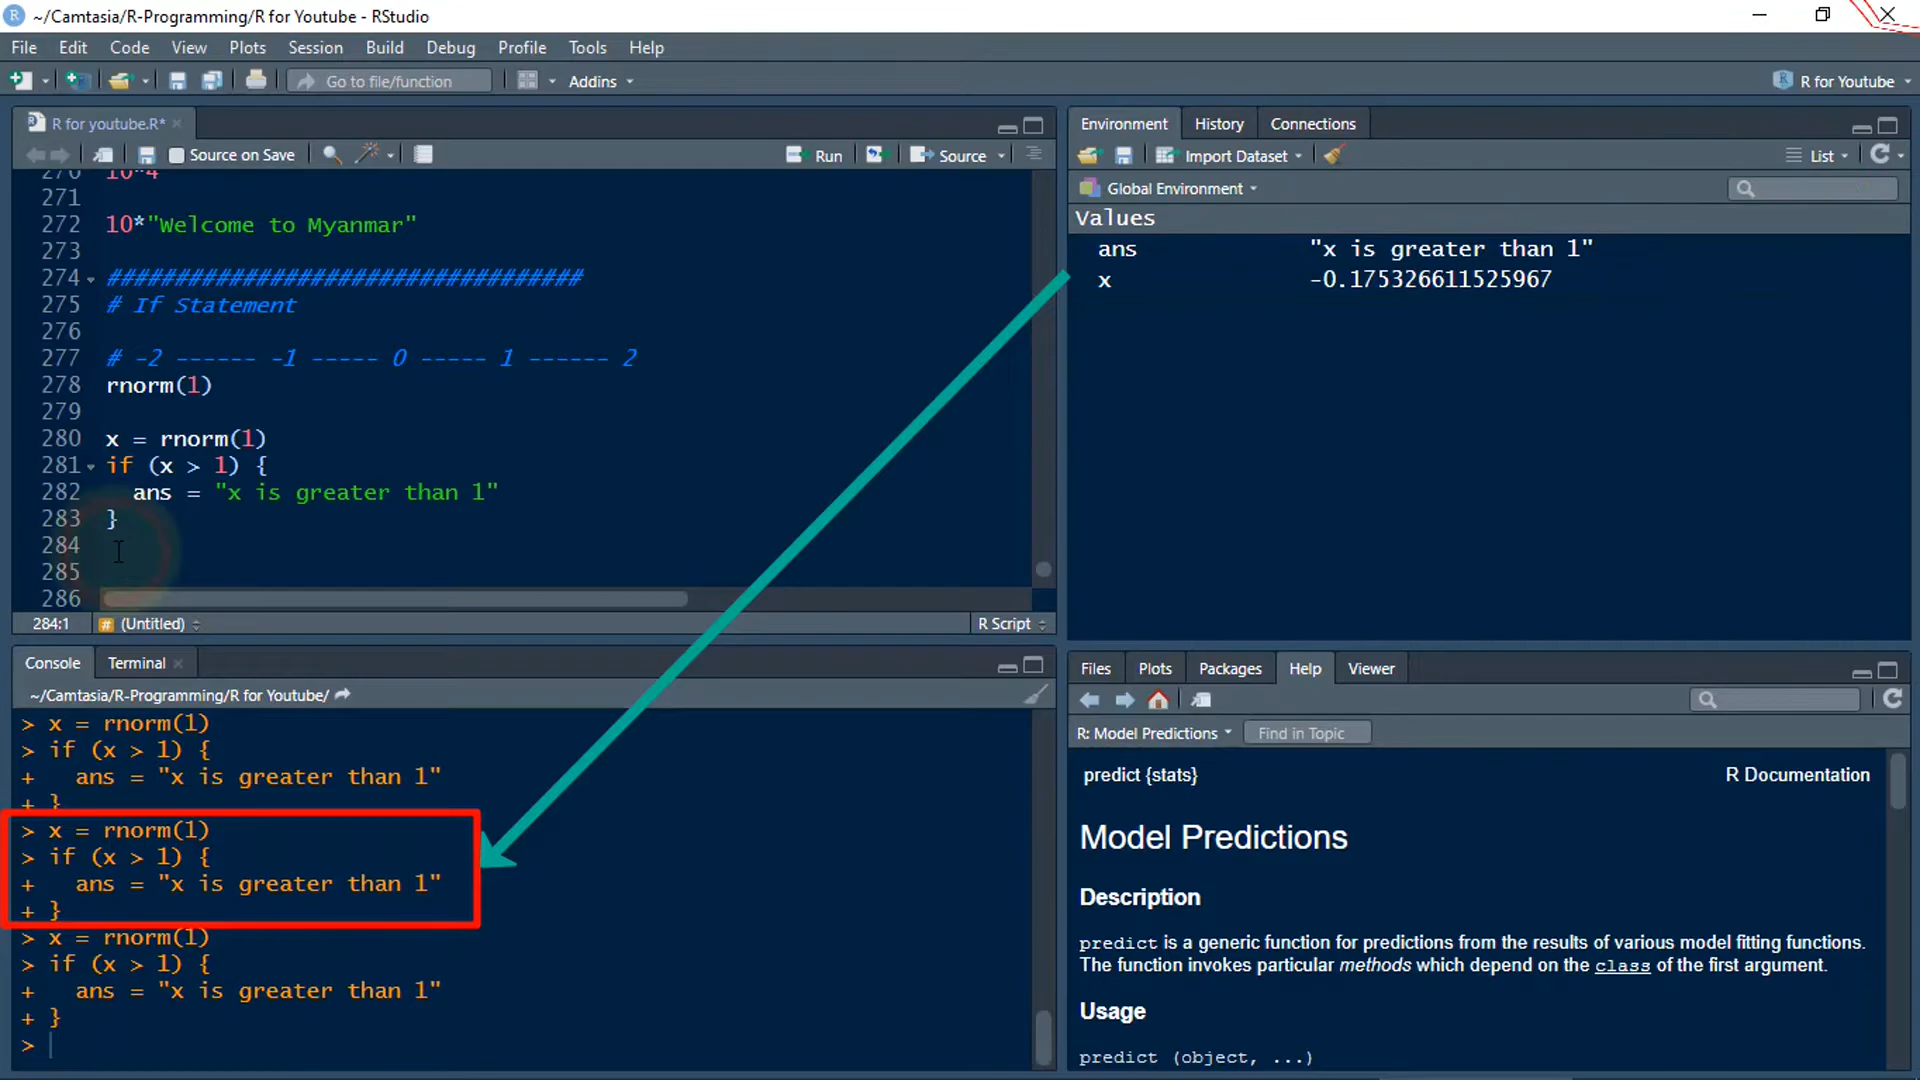 ~/Camtasia/R-Programming/R for Youtube - RStudio
File Edit Code View Plots Session Build Debug Profile Tools Help
Go to file/function Addins R for Youtube
R for youtube.R*
Source on Save Run Source
270 10^4
271
272 10*"Welcome to Myanmar"
273
274 ###################################
275 # If Statement
276
277 # -2 ------ -1 ----- 0 ----- 1 ------ 2
278 rnorm(1)
279
280 x = rnorm(1)
281 if (x > 1) {
282 ans = "x is greater than 1"
283 }
284
285
286
284:1 # (Untitled) R Script
Console Terminal
~/Camtasia/R-Programming/R for Youtube/
> x = rnorm(1)
> if (x > 1) {
+ ans = "x is greater than 1"
+ }
> x = rnorm(1)
> if (x > 1) {
+ ans = "x is greater than 1"
+ }
> x = rnorm(1)
> if (x > 1) {
+ ans = "x is greater than 1"
+ }
>
Environment History Connections
Import Dataset List
Global Environment
Values
ans "x is greater than 1"
x -0.175326611525967
Files Plots Packages Help Viewer
R: Model Predictions Find in Topic
predict {stats} R Documentation
Model Predictions
Description
predict is a generic function for predictions from the results of various model fitting functions.
The function invokes particular methods which depend on the class of the first argument.
Usage
predict (object, ...)